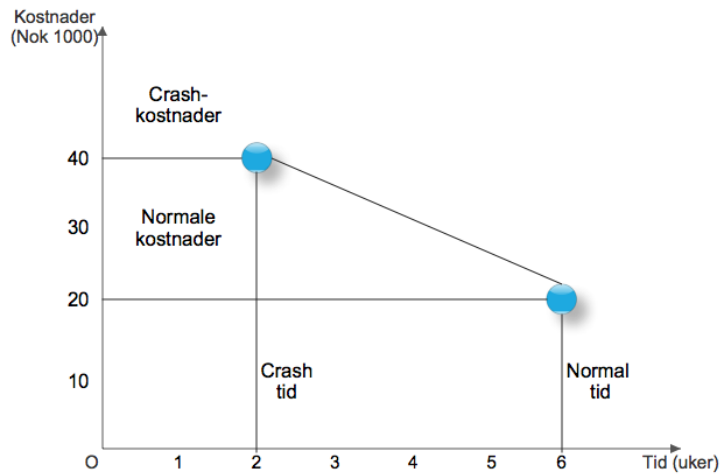 Kostnader
(Nok 1000)
Crash-
kostnader
40
Normale
kostnader
30
20
10
Crash
tid
Normal
tid
O
1
2
3
4
5
6
Tid (uker)